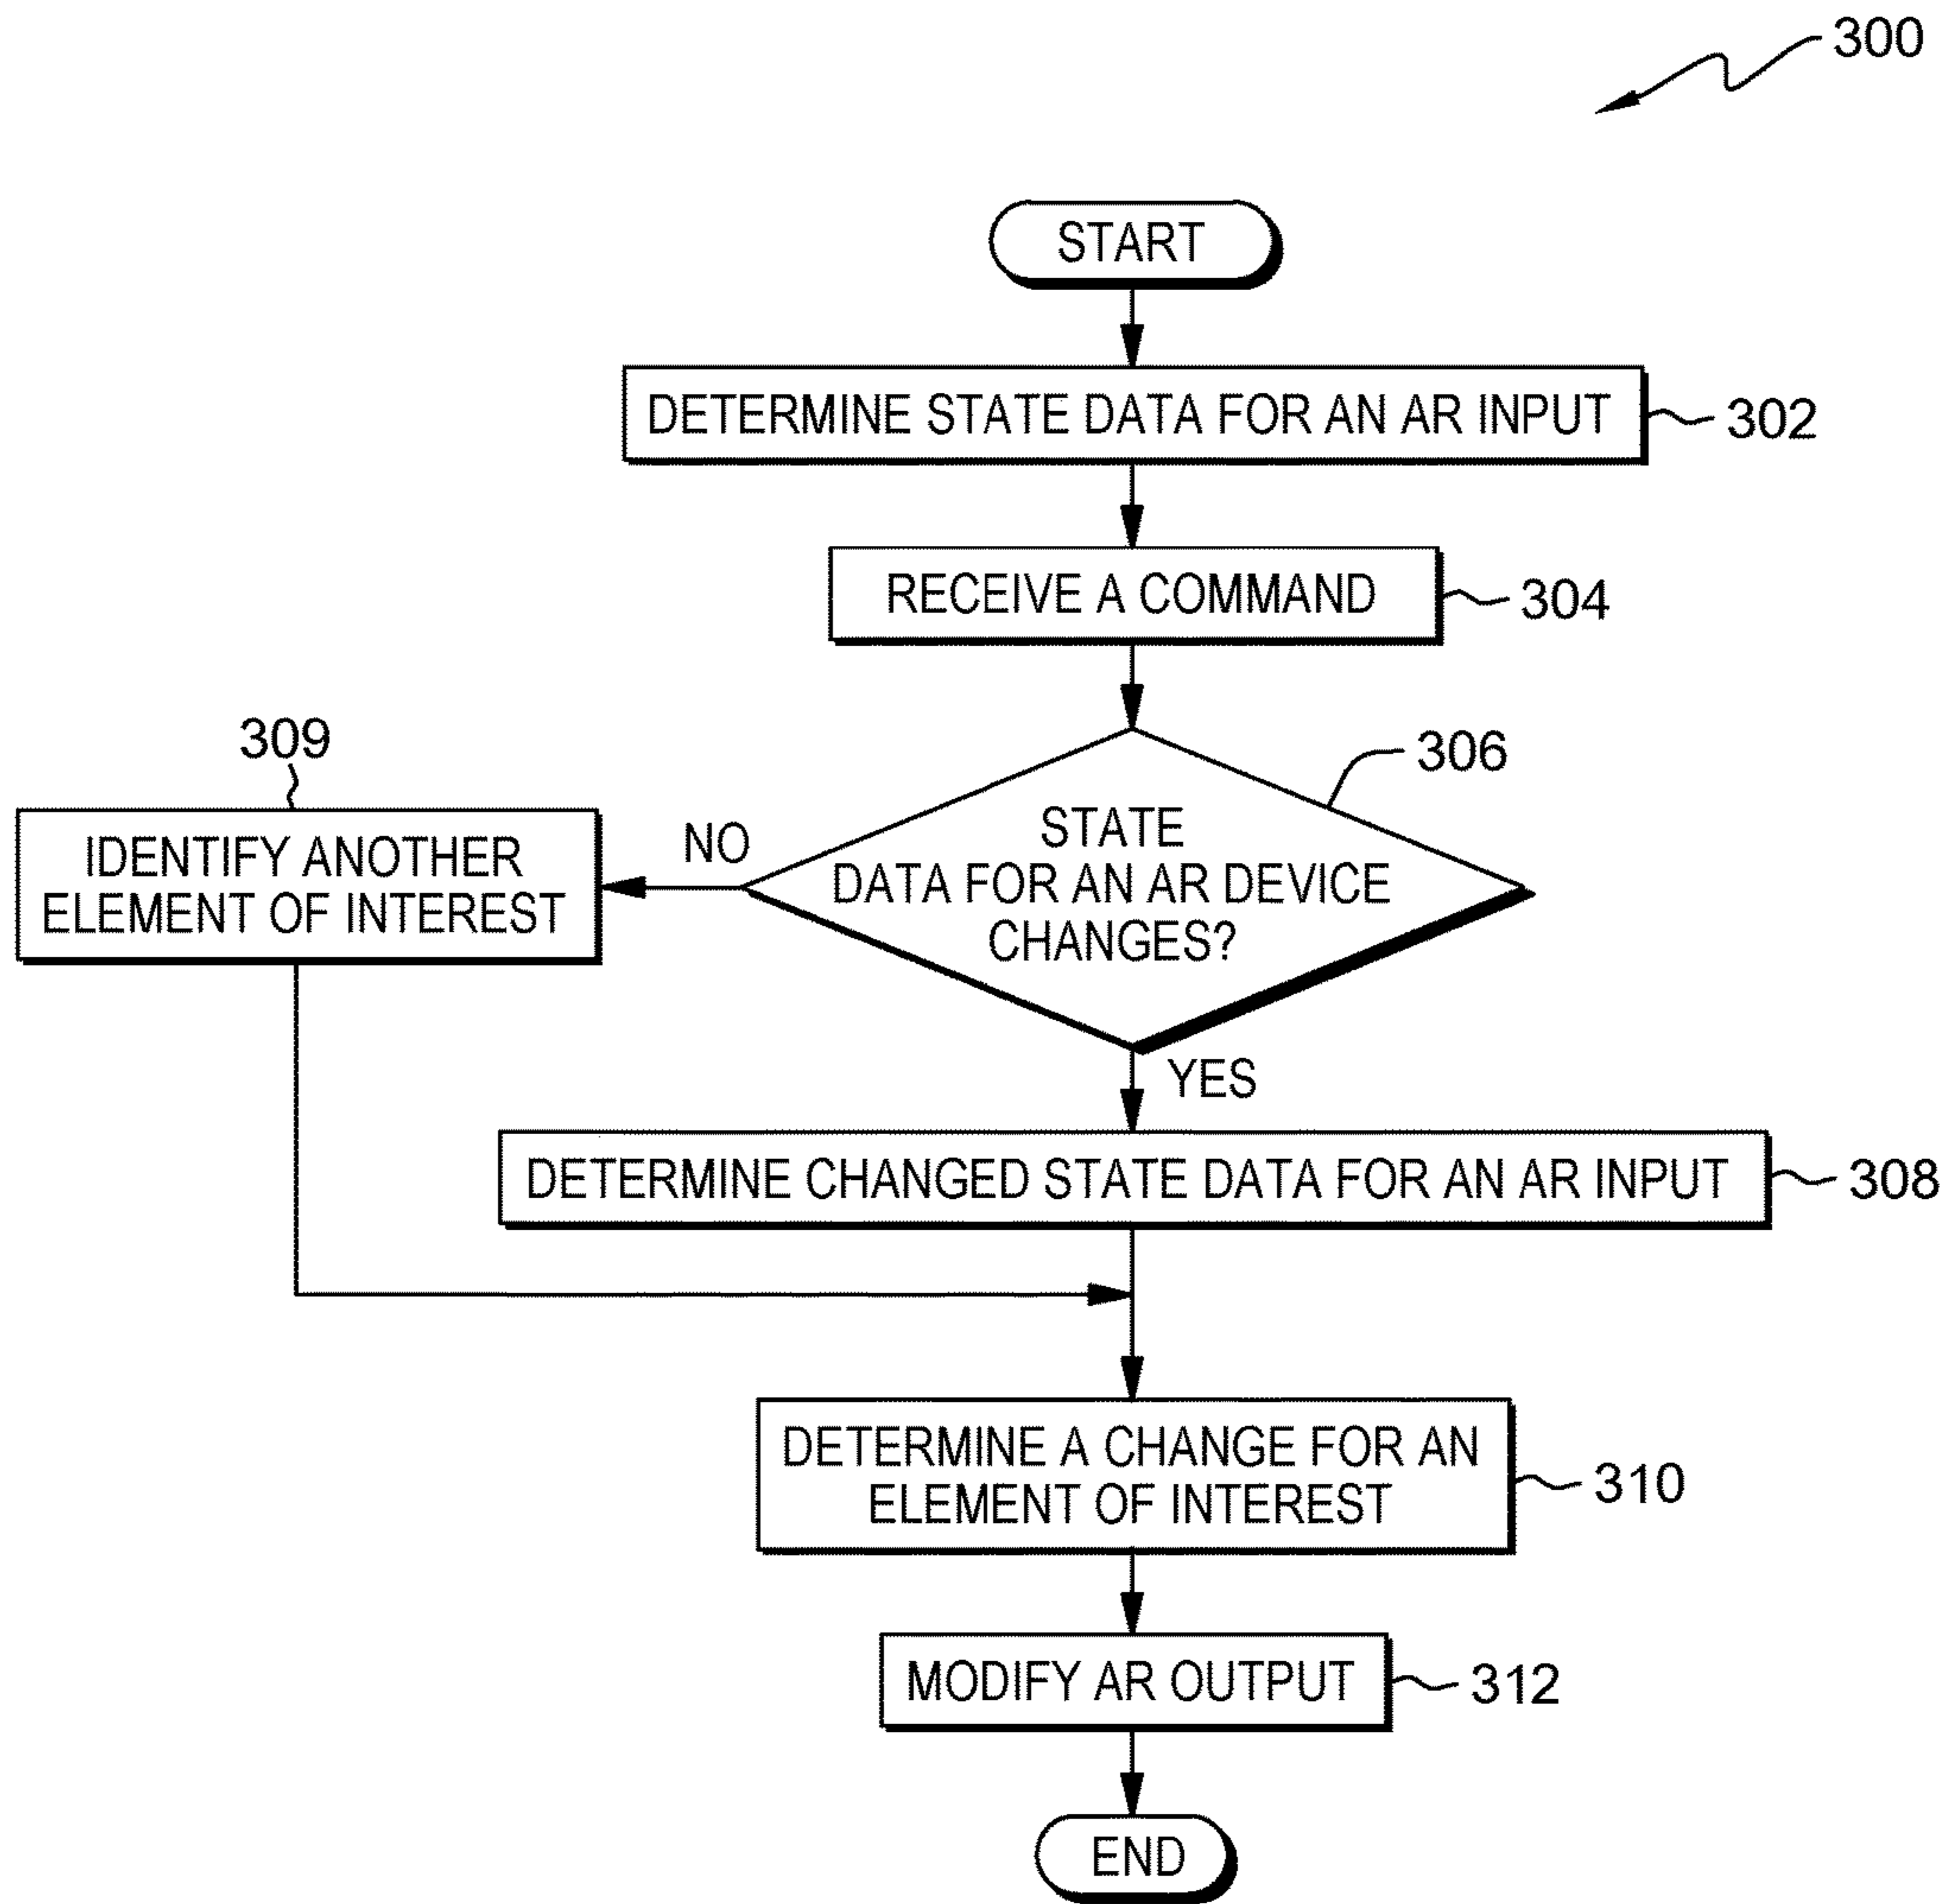 300
START
DETERMINE STATE DATA FOR AN AR INPUT
302
RECEIVE A COMMAND
304
309
306
IDENTIFY ANOTHER
ELEMENT OF INTEREST
NO
STATE
DATA FOR AN AR DEVICE
CHANGES?
YES
DETERMINE CHANGED STATE DATA FOR AN AR INPUT
308
DETERMINE A CHANGE FOR AN
ELEMENT OF INTEREST
310
MODIFY AR OUTPUT
312
END